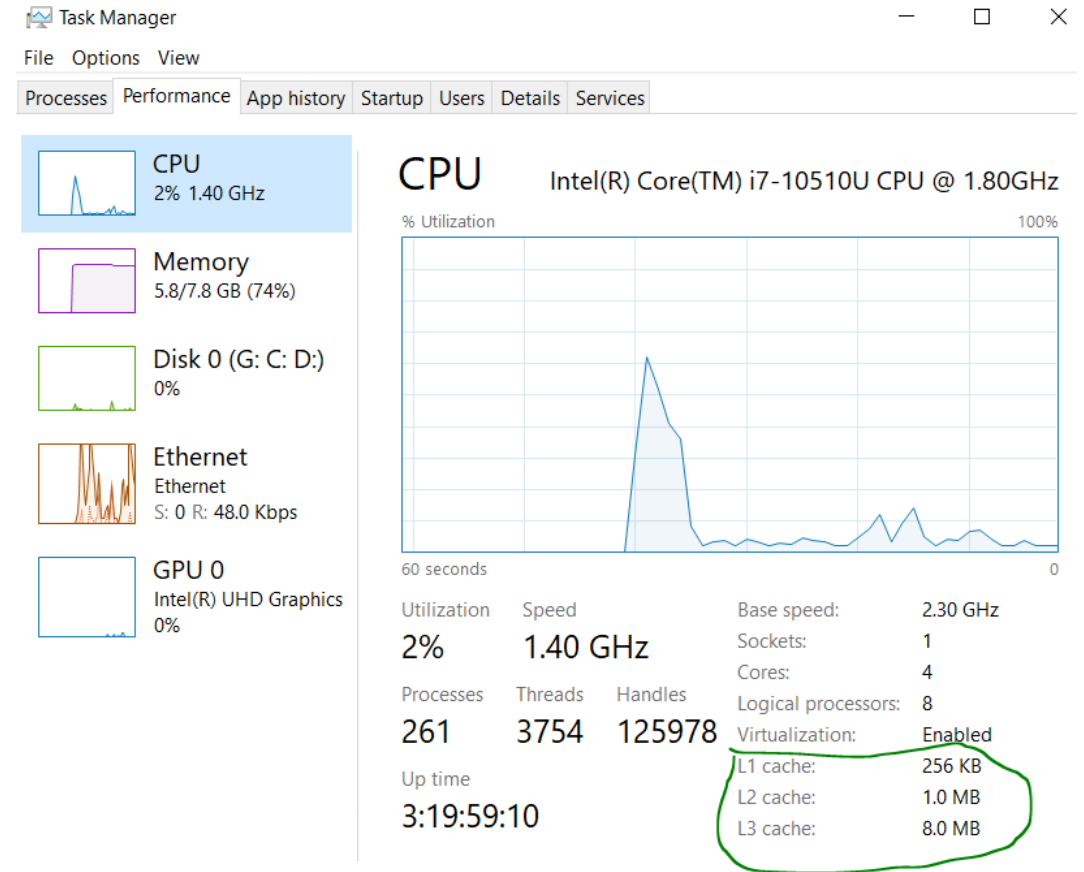 Task Manager
File Options View
Processes Performance App history Startup Users Details Services
CPU
2% 1.40 GHz
Memory
5.8/7.8 GB (74%)
Disk 0 (G: C: D:)
0%
Ethernet
Ethernet
S: 0 R: 48.0 Kbps
GPU 0
Intel(R) UHD Graphics
0%
CPU Intel(R) Core(TM) i7-10510U CPU @ 1.80GHz
% Utilization 100%
60 seconds 0
Utilization Speed
2% 1.40 GHz
Processes Threads Handles
261 3754 125978
Up time
3:19:59:10
Base speed: 2.30 GHz
Sockets: 1
Cores: 4
Logical processors: 8
Virtualization: Enabled
L1 cache: 256 KB
L2 cache: 1.0 MB
L3 cache: 8.0 MB